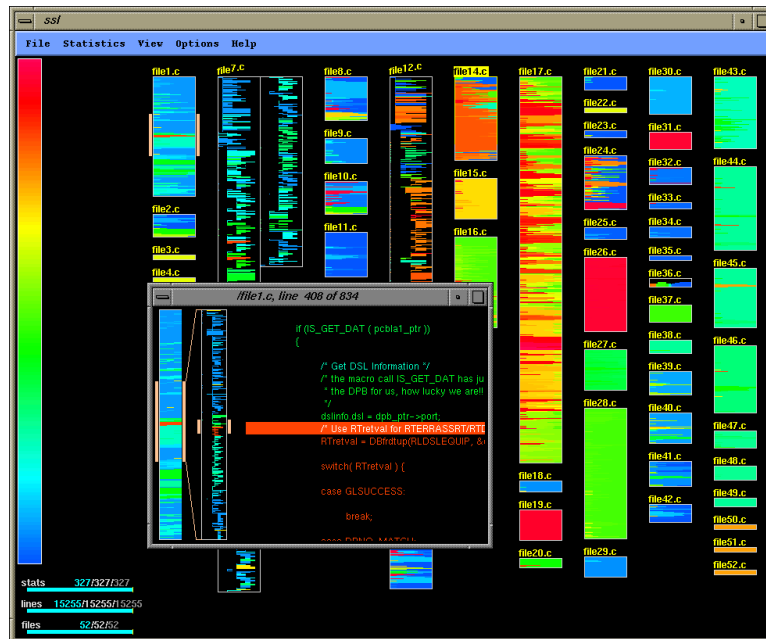 ssl
File Statistics View Options Help
file1.c
file7.c
file8.c
file12.c
file14.c
file17.c
file21.c
file30.c
file43.c
file22.c
file23.c
file31.c
file9.c
file24.c
file32.c
file44.c
file10.c
file15.c
file33.c
file2.c
file11.c
file16.c
file25.c
file34.c
file3.c
file26.c
file35.c
file45.c
file4.c
file36.c
/file1.c, line 408 of 834
file37.c
if (IS_GET_DAT ( pcbla1_ptr ))
{
file27.c
file38.c
file46.c
/* Get DSL Information */
/* the macro call IS_GET_DAT has ju
* the DPB for us, how lucky we are!!
*/
file39.c
dslinfo.dsl = dpb_ptr->port;
file28.c
/* Use RTretval for RTERRASSRT/RTD
file40.c
RTretval = DBfrdtup(RLDSLEQUIP, &
file47.c
switch( RTretval ) {
file41.c
file48.c
case GLSUCCESS:
file18.c
file42.c
file49.c
break;
file19.c
file50.c
file51.c
file20.c
file29.c
file52.c
stats 327/327/327
lines 15255/15255/15255
files 52/52/52